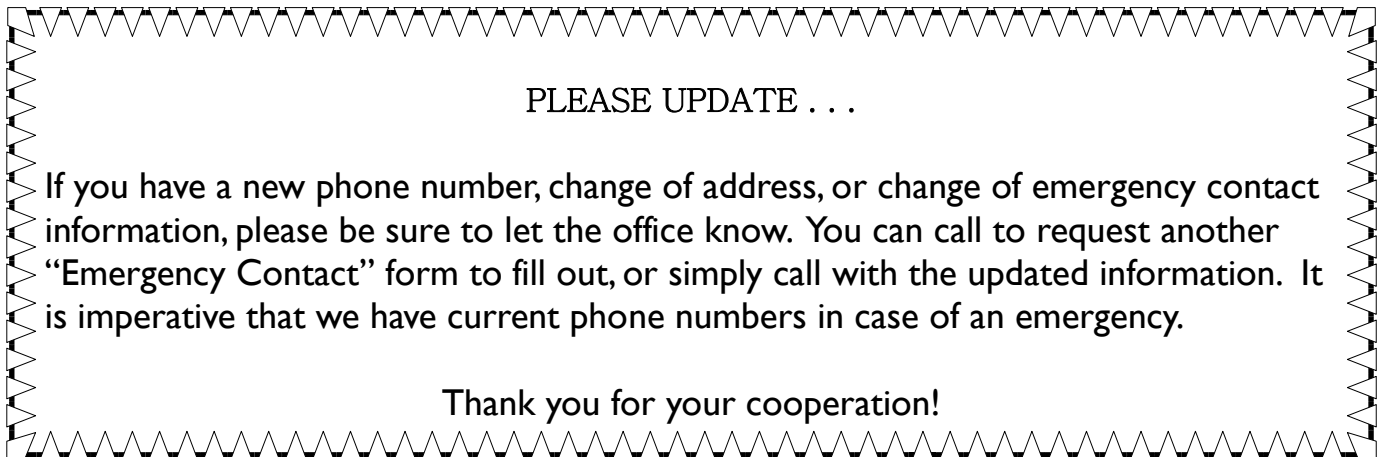 PLEASE UPDATE . . .
If you have a new phone number, change of address, or change of emergency contact
information, please be sure to let the office know.  You can call to request another
“Emergency Contact” form to fill out, or simply call with the updated information.  It
is imperative that we have current phone numbers in case of an emergency.
Thank you for your cooperation!